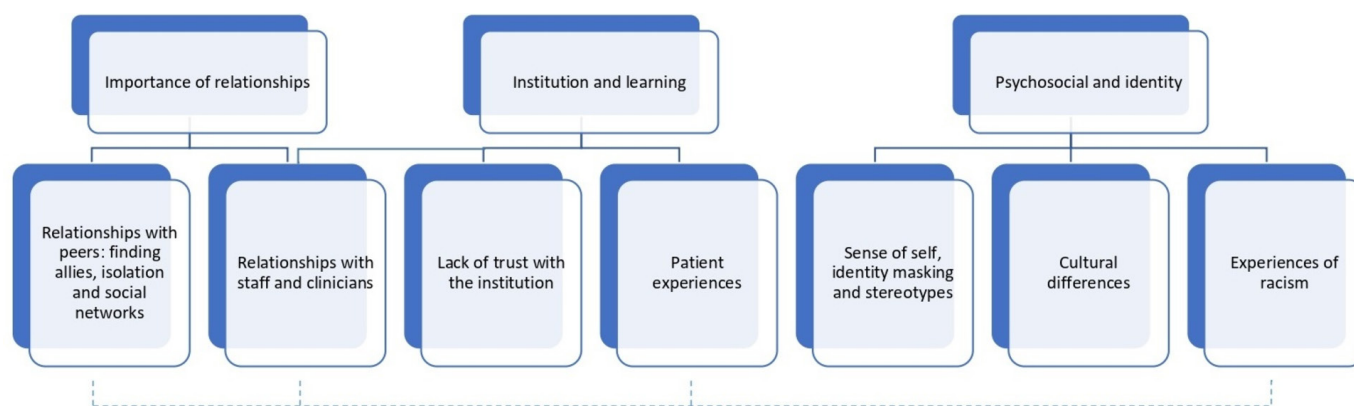 Importance of relationships
Institution and learning
Psychosocial and identity
Relationships with
peers: finding
allies, isolation
and social
networks
Relationships with
staff and clinicians
Lack of trust with
the institution
Patient
experiences
Sense of self,
identity masking
and stereotypes
Cultural
differences
Experiences of
racism